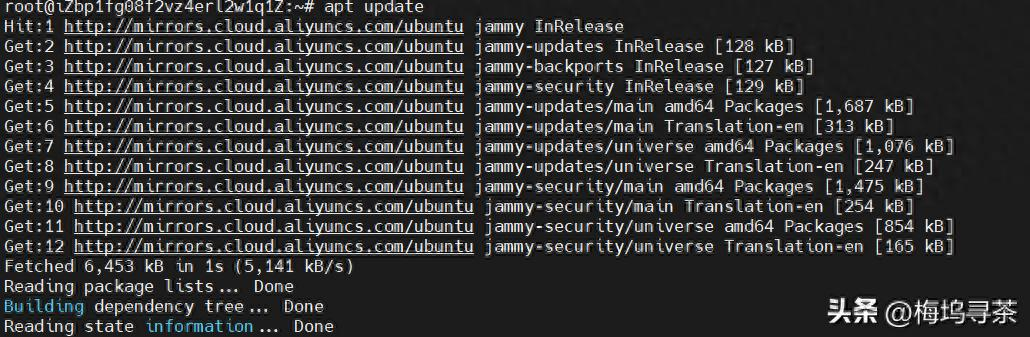 root@iZbp1fg08f2vz4erl2w1q1Z:~# apt update
Hit:1 http://mirrors.cloud.aliyuncs.com/ubuntu jammy InRelease
Get:2 http://mirrors.cloud.aliyuncs.com/ubuntu jammy-updates InRelease [128 kB]
Get:3 http://mirrors.cloud.aliyuncs.com/ubuntu jammy-backports InRelease [127 kB]
Get:4 http://mirrors.cloud.aliyuncs.com/ubuntu jammy-security InRelease [129 kB]
Get:5 http://mirrors.cloud.aliyuncs.com/ubuntu jammy-updates/main amd64 Packages [1,687 kB]
Get:6 http://mirrors.cloud.aliyuncs.com/ubuntu jammy-updates/main Translation-en [313 kB]
Get:7 http://mirrors.cloud.aliyuncs.com/ubuntu jammy-updates/universe amd64 Packages [1,076 kB]
Get:8 http://mirrors.cloud.aliyuncs.com/ubuntu jammy-updates/universe Translation-en [247 kB]
Get:9 http://mirrors.cloud.aliyuncs.com/ubuntu jammy-security/main amd64 Packages [1,475 kB]
Get:10 http://mirrors.cloud.aliyuncs.com/ubuntu jammy-security/main Translation-en [254 kB]
Get:11 http://mirrors.cloud.aliyuncs.com/ubuntu jammy-security/universe amd64 Packages [854 kB]
Get:12 http://mirrors.cloud.aliyuncs.com/ubuntu jammy-security/universe Translation-en [165 kB]
Fetched 6,453 kB in 1s (5,141 kB/s)
Reading package lists... Done
Building dependency tree... Done
Reading state information... Done
头条 @梅坞寻茶